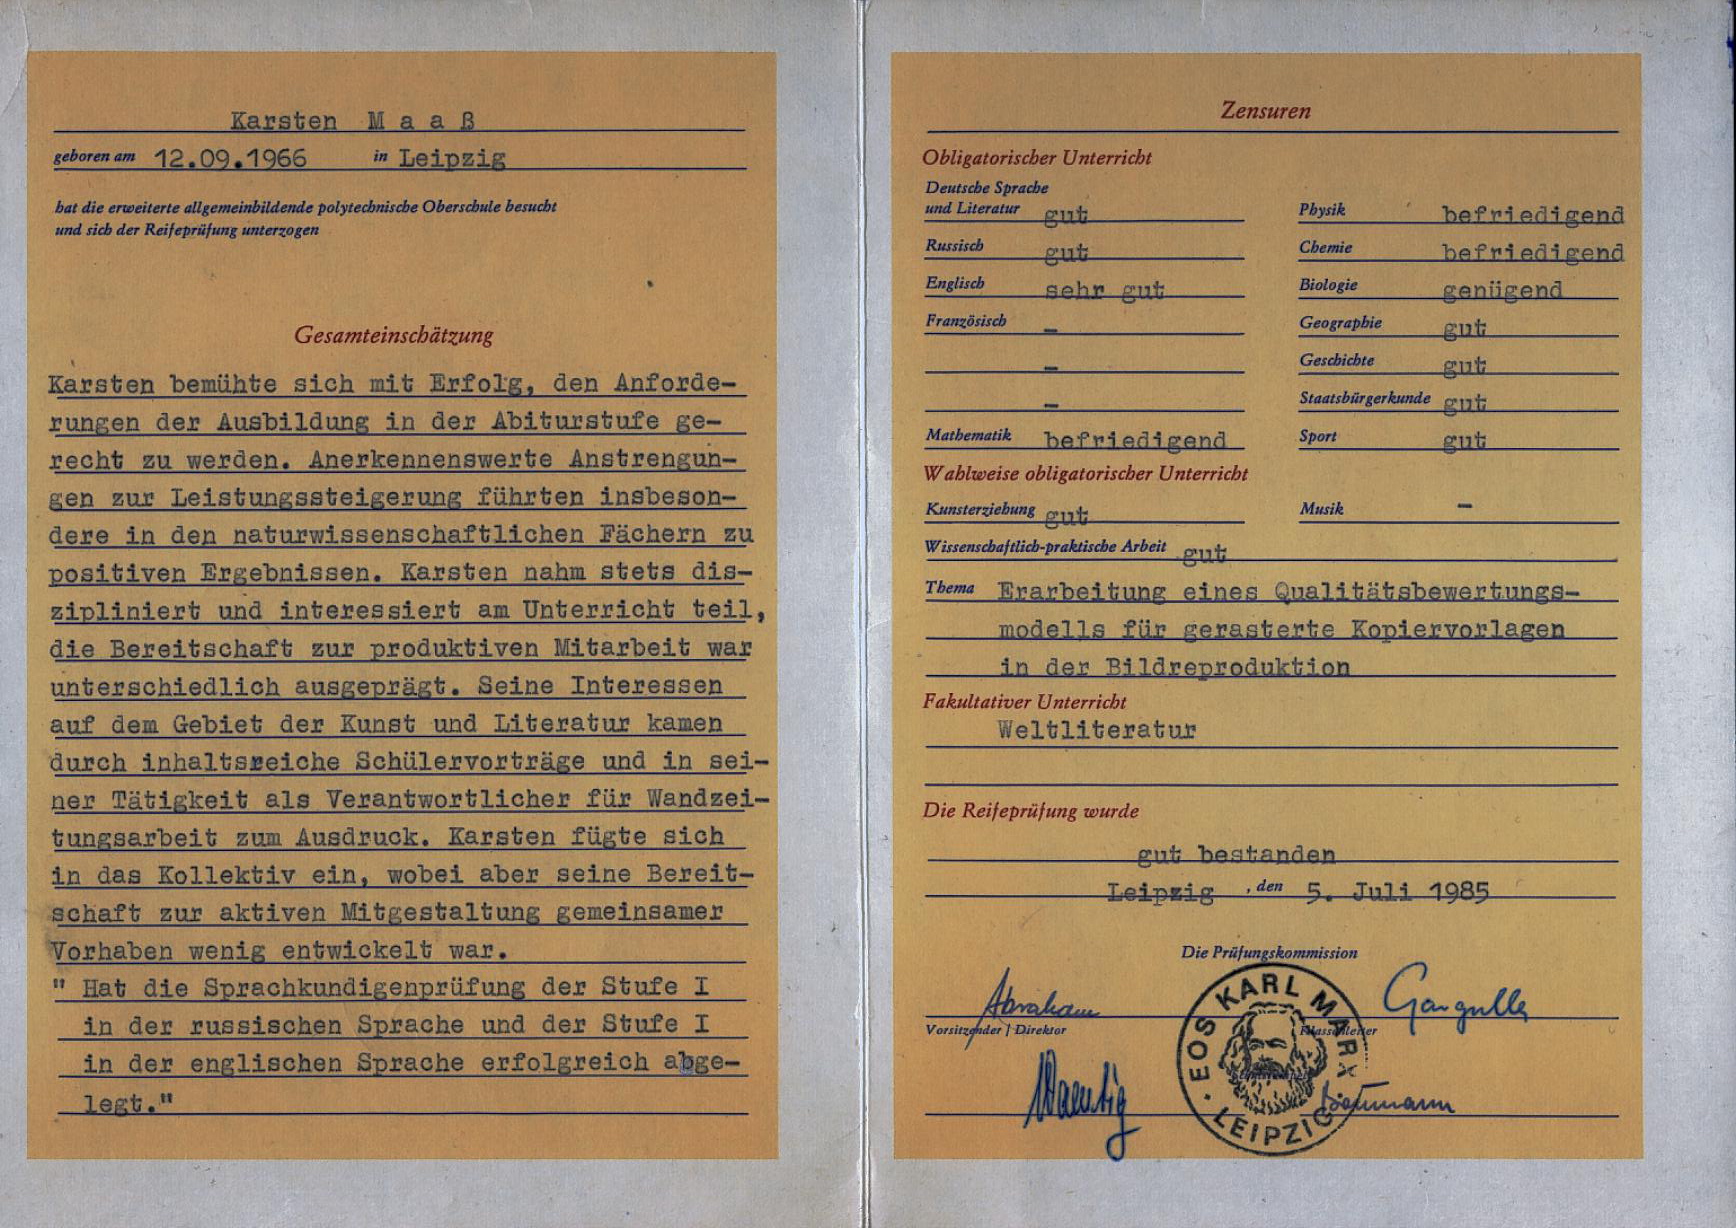 Karsten M a a ß
geboren am 12.09.1966 in Leipzig
hat die erweiterte allgemeinbildende polytechnische Oberschule besucht
und sich der Reifeprüfung unterzogen
Gesamteinschätzung
Karsten bemühte sich mit Erfolg, den Anforde-
rungen der Ausbildung in der Abiturstufe ge-
recht zu werden. Anerkennenswerte Anstrengun-
gen zur Leistungssteigerung führten insbeson-
dere in den naturwissenschaftlichen Fächern zu
positiven Ergebnissen. Karsten nahm stets dis-
zipliniert und interessiert am Unterricht teil,
die Bereitschaft zur produktiven Mitarbeit war
unterschiedlich ausgeprägt. Seine Interessen
auf dem Gebiet der Kunst und Literatur kamen
durch inhaltsreiche Schülervorträge und in sei-
ner Tätigkeit als Verantwortlicher für Wandzei-
tungsarbeit zum Ausdruck. Karsten fügte sich
in das Kollektiv ein, wobei aber seine Bereit-
schaft zur aktiven Mitgestaltung gemeinsamer
Vorhaben wenig entwickelt war.
" Hat die Sprachkundigenprüfung der Stufe I
in der russischen Sprache und der Stufe I
in der englischen Sprache erfolgreich abge-
legt."
Zensuren
Obligatorischer Unterricht
Deutsche Sprache
und Literatur gut
Physik befriedigend
Russisch gut
Chemie befriedigend
Englisch sehr gut
Biologie genügend
Französisch –
Geographie gut
–
Geschichte gut
–
Staatsbürgerkunde gut
Mathematik befriedigend
Sport gut
Wahlweise obligatorischer Unterricht
Kunsterziehung gut
Musik –
Wissenschaftlich-praktische Arbeit gut
Thema Erarbeitung eines Qualitätsbewertungs-
modells für gerasterte Kopiervorlagen
in der Bildreproduktion
Fakultativer Unterricht
Weltliteratur
Die Reifeprüfung wurde
gut bestanden
Leipzig , den 5. Juli 1985
Die Prüfungskommission
Abraham
Vorsitzender | Direktor
Klassenleiter
EOS KARL MARX
LEIPZIG